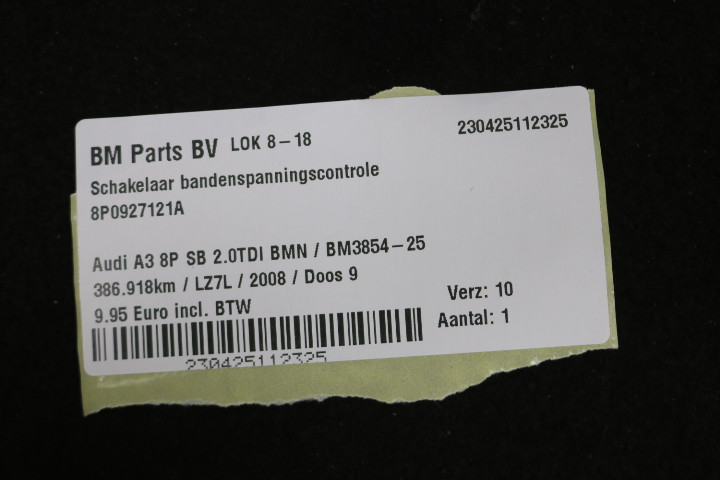 BM Parts BV LOK 8-18 230425112325
Schakelaar bandenspanningscontrole
8P0927121A
Audi A3 8P SB 2.0TDI BMN / BM3854-25
386.918km / LZ7L / 2008 / Doos 9
9.95 Euro incl. BTW Verz: 10
Aantal: 1
230425112325